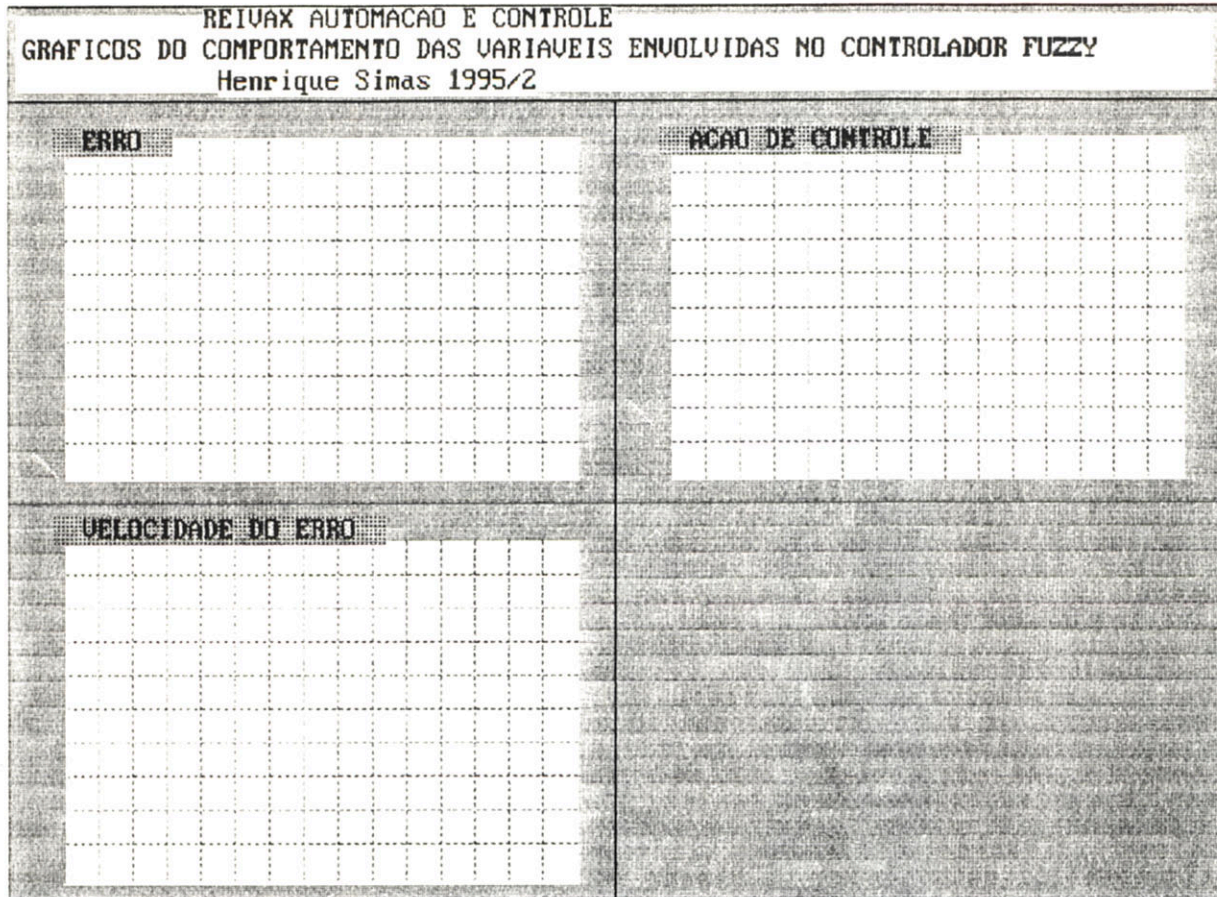 REIVAX AUTOMACAO E CONTROLE
GRAFICOS DO COMPORTAMENTO DAS VARIAVEIS ENVOLVIDAS NO CONTROLADOR FUZZY
Henrique Simas 1995/2
ERRO
ACAO DE CONTROLE
VELOCIDADE DO ERRO